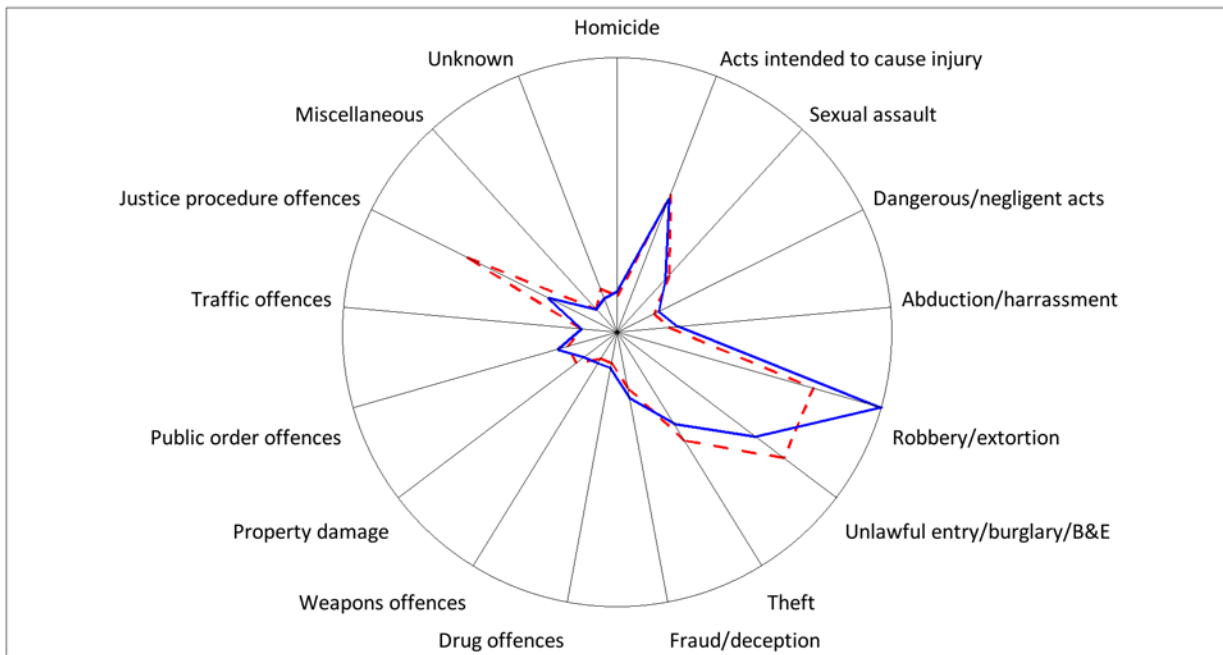 Homicide
Unknown
Acts intended to cause injury
Miscellaneous
Sexual assault
Justice procedure offences
Dangerous/negligent acts
Traffic offences
Abduction/harrassment
Public order offences
Robbery/extortion
Property damage
Unlawful entry/burglary/B&E
Weapons offences
Theft
Drug offences
Fraud/deception